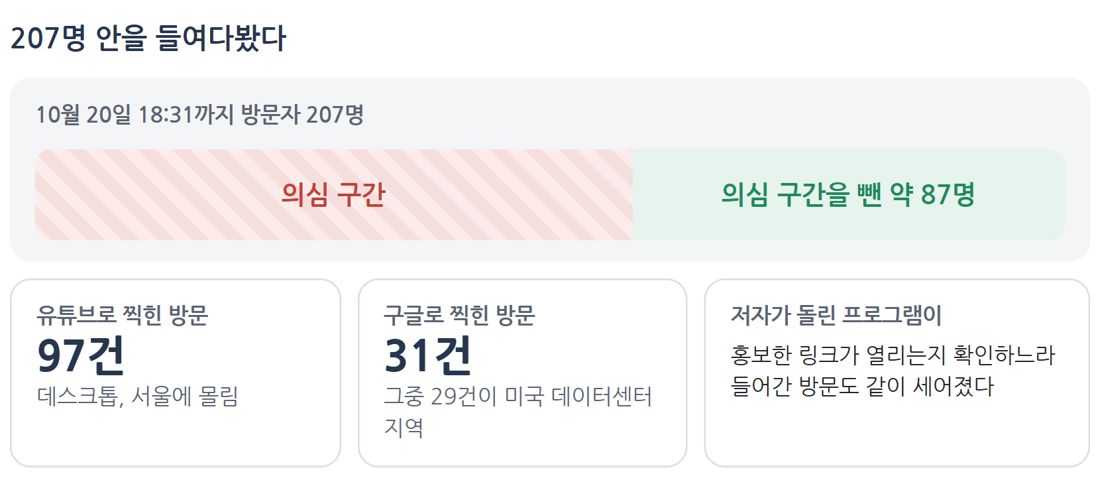 207명 안을 들여다봤다
10월 20일 18:31까지 방문자 207명
의심 구간
의심 구간을 뺀 약 87명
유튜브로 찍힌 방문
97건
데스크톱, 서울에 몰림
구글로 찍힌 방문
31건
그중 29건이 미국 데이터센터
지역
저자가 돌린 프로그램이
홍보한 링크가 열리는지 확인하느라
들어간 방문도 같이 세어졌다